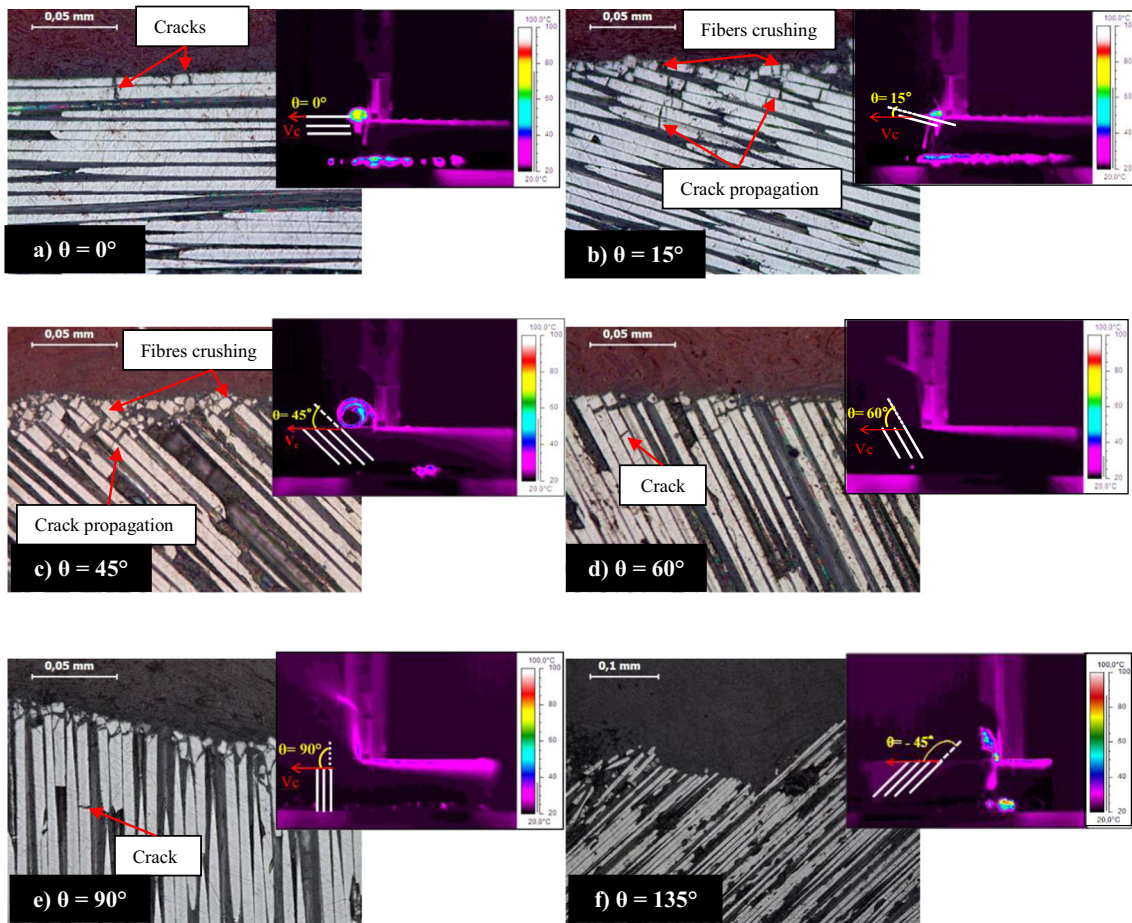 0,05 mm
Cracks
θ= 0°
Vc
100,0°C
100
80
60
40
20
20.0°C
a) θ = 0°
0,05 mm
Fibers crushing
θ= 15°
Vc
Crack propagation
100.0°C
100
80
60
40
20
20.0°C
b) θ = 15°
0,05 mm
Fibres crushing
θ= 45°
Vc
Crack propagation
100.0°C
100
80
60
40
20
20.0°C
c) θ = 45°
0,05 mm
θ= 60°
Vc
Crack
100.0°C
100
80
60
40
20
20.0°C
d) θ = 60°
0,05 mm
θ= 90°
Vc
Crack
100,0°C
100
80
60
40
20
20.0°C
e) θ = 90°
0,1 mm
θ= - 45°
Vc
100,0°C
100
80
60
40
20
20.0°C
f) θ = 135°